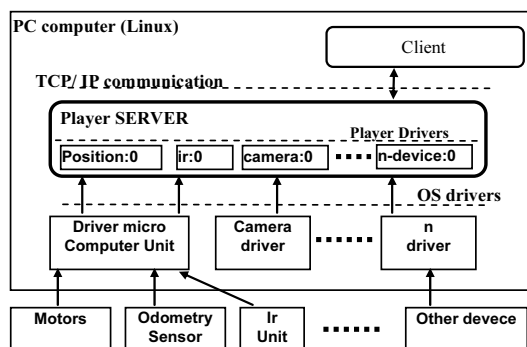 PC computer (Linux)
Client
TCP/ IP communication
Player SERVER
Player Drivers
Position:0
ir:0
camera:0
n-device:0
OS drivers
Driver micro
Computer Unit
Camera
driver
n
driver
Motors
Odometry
Sensor
Ir
Unit
Other devece